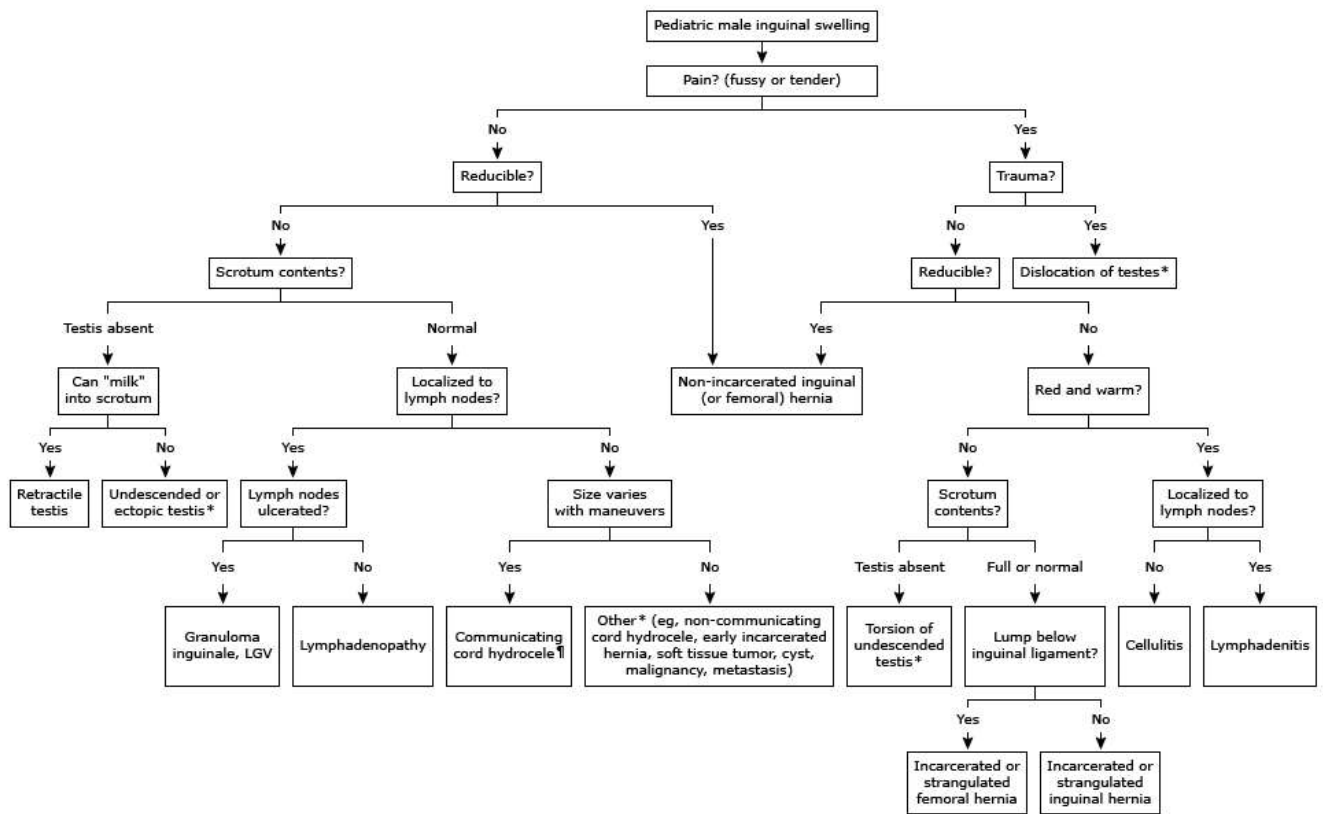 Pediatric male inguinal swelling
Pain? (fussy or tender)
No
Yes
Reducible?
Trauma?
No
Yes
No
Yes
Scrotum contents?
Reducible?
Dislocation of testes*
Testis absent
Normal
Yes
No
Can "milk"
into scrotum
Localized to
lymph nodes?
Non-incarcerated inguinal
(or femoral) hernia
Red and warm?
Yes
No
Yes
No
No
Yes
Retractile
testis
Undescended or
ectopic testis*
Lymph nodes
ulcerated?
Size varies
with maneuvers
Scrotum
contents?
Localized to
lymph nodes?
Yes
No
Yes
No
Testis absent
Full or normal
No
Yes
Granuloma
inguinale, LGV
Lymphadenopathy
Communicating
cord hydrocele¶
Other* (eg, non-communicating
cord hydrocele, early incarcerated
hernia, soft tissue tumor, cyst,
malignancy, metastasis)
Torsion of
undescended
testis*
Lump below
inguinal ligament?
Cellulitis
Lymphadenitis
Yes
No
Incarcerated or
strangulated
femoral hernia
Incarcerated or
strangulated
inguinal hernia